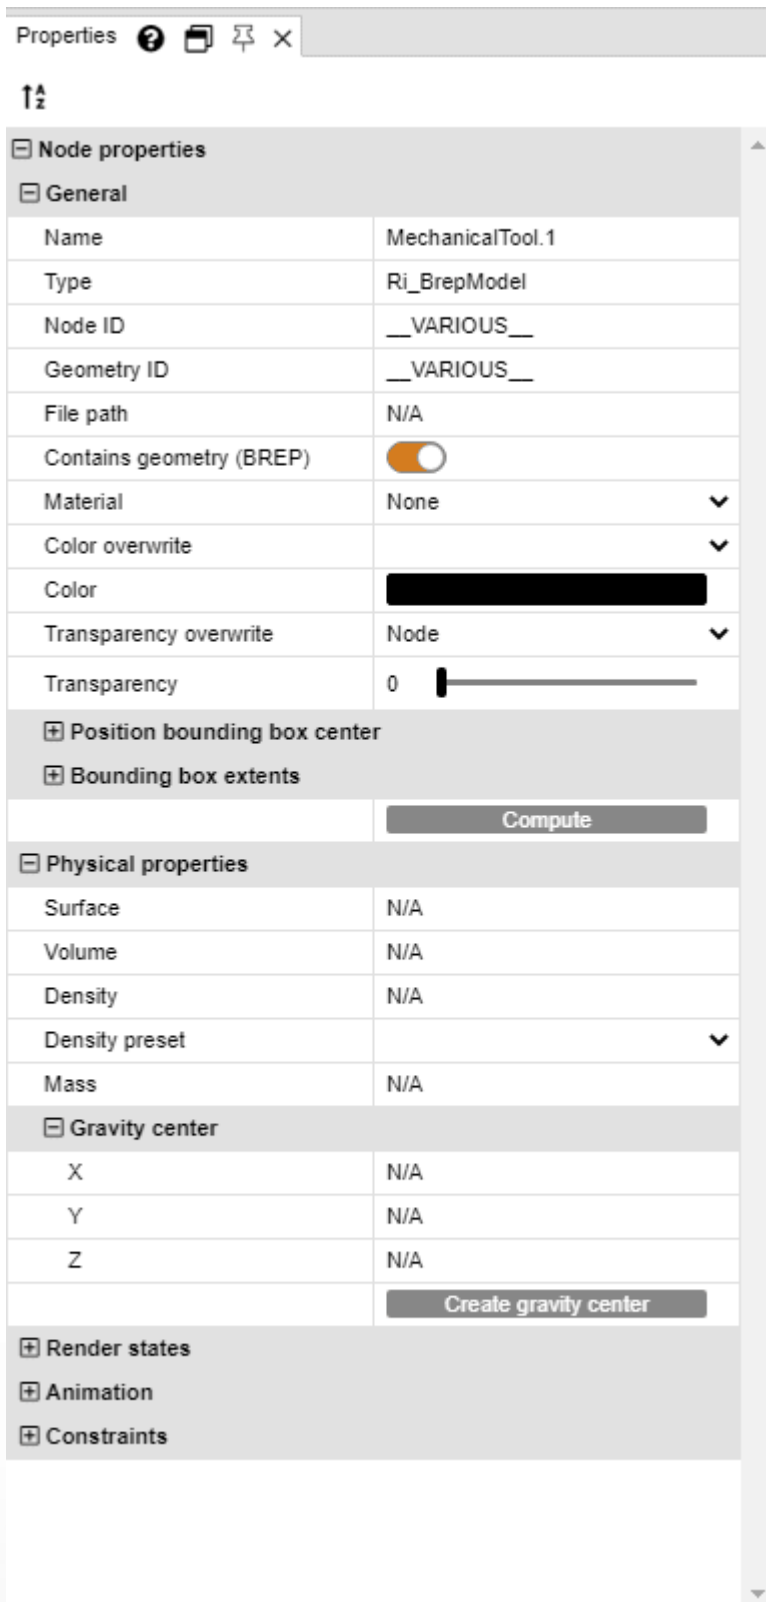 Properties
Node properties
General
Name MechanicalTool.1
Type Ri_BrepModel
Node ID __VARIOUS__
Geometry ID __VARIOUS__
File path N/A
Contains geometry (BREP)
Material None
Color overwrite
Color
Transparency overwrite Node
Transparency 0
Position bounding box center
Bounding box extents
Compute
Physical properties
Surface N/A
Volume N/A
Density N/A
Density preset
Mass N/A
Gravity center
X N/A
Y N/A
Z N/A
Create gravity center
Render states
Animation
Constraints